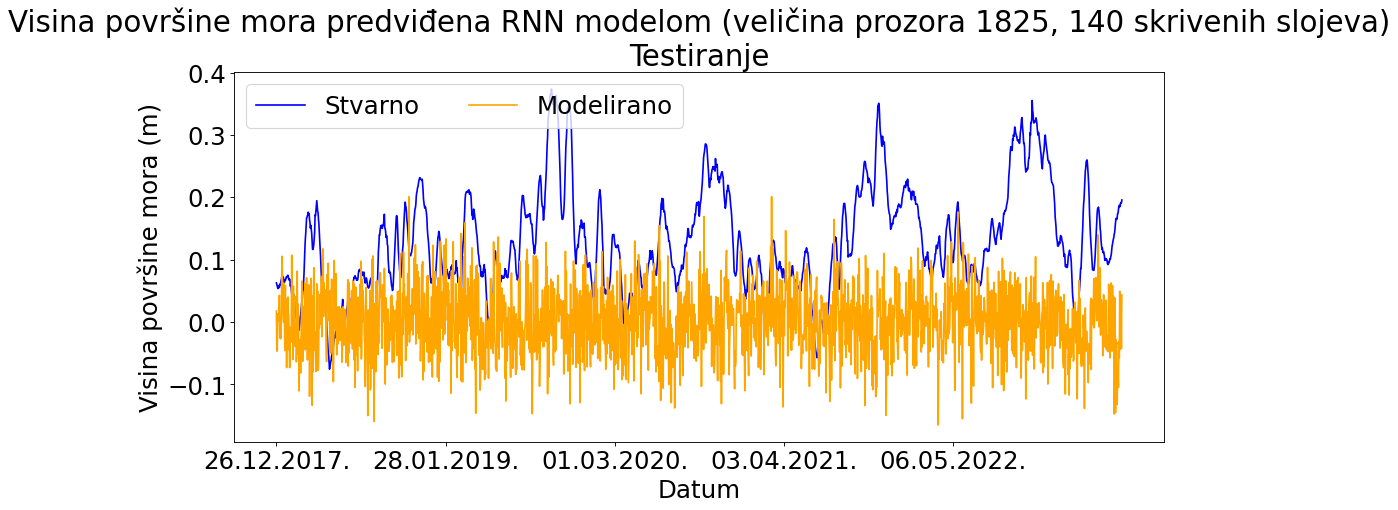 Visina površine mora predviđena RNN modelom (veličina prozora 1825, 140 skrivenih slojeva)
Testiranje
Stvarno
Modelirano
Visina površine mora (m)
0.4
0.3
0.2
0.1
0.0
−0.1
26.12.2017.
28.01.2019.
01.03.2020.
03.04.2021.
06.05.2022.
Datum